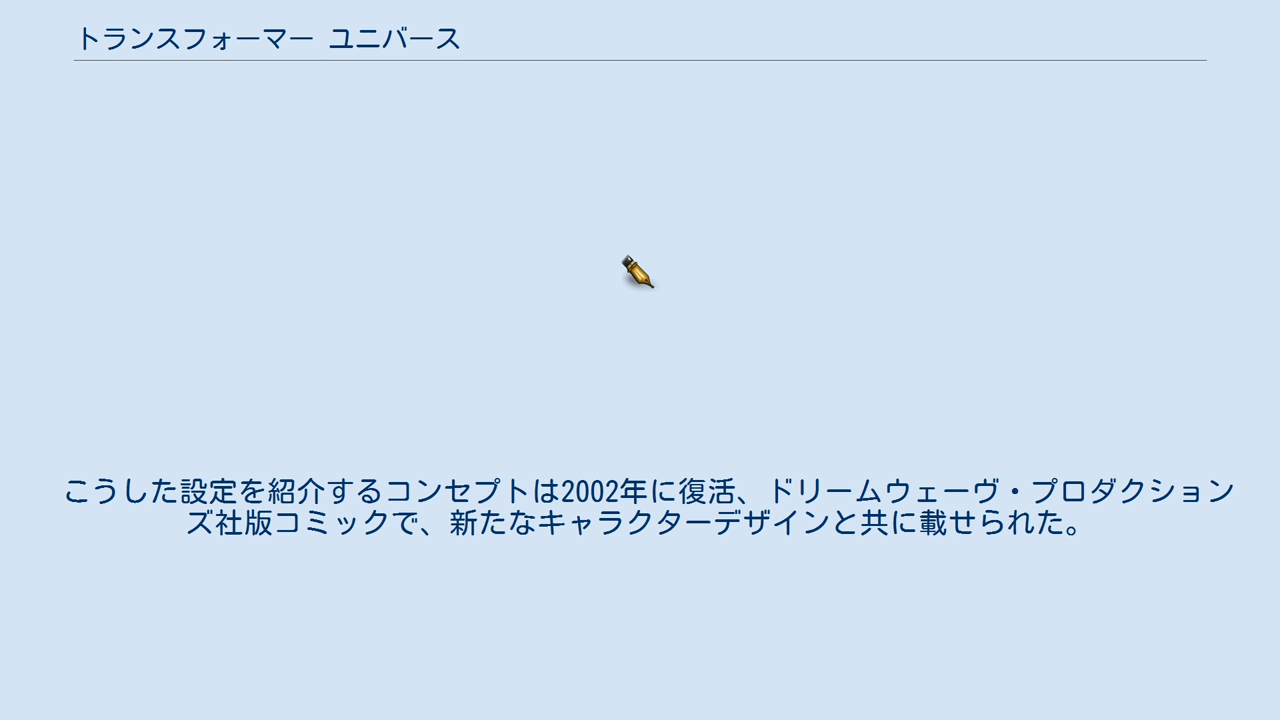 トランスフォーマー ユニバース
こうした設定を紹介するコンセプトは2002年に復活、ドリームウェーヴ・プロダクション
ズ社版コミックで、新たなキャラクターデザインと共に載せられた。